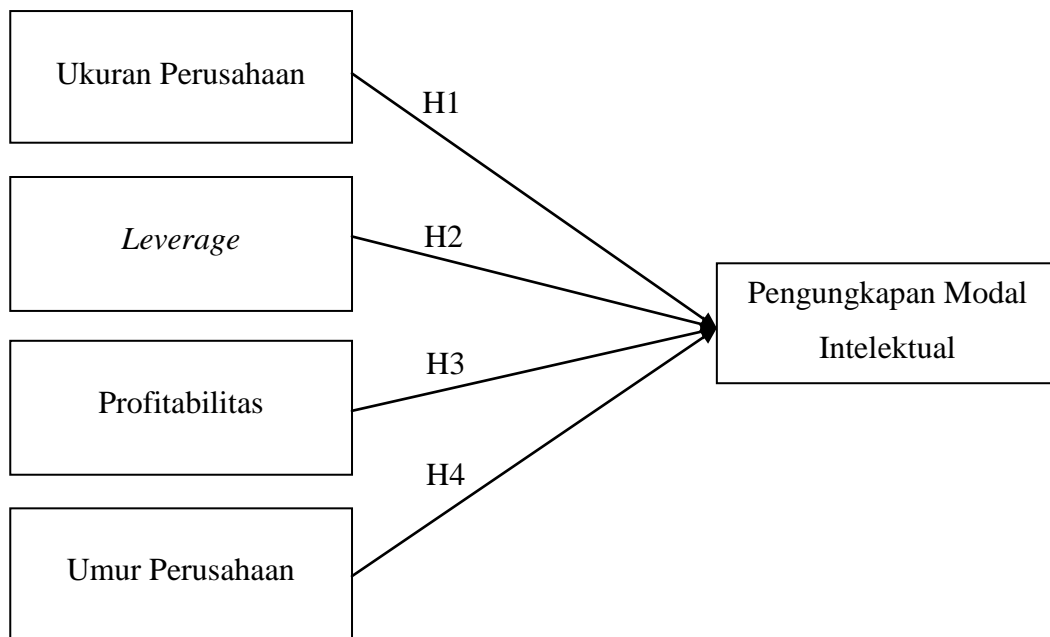 Ukuran Perusahaan
H1
Leverage
H2
Pengungkapan Modal
Intelektual
Profitabilitas
H3
Umur Perusahaan
H4